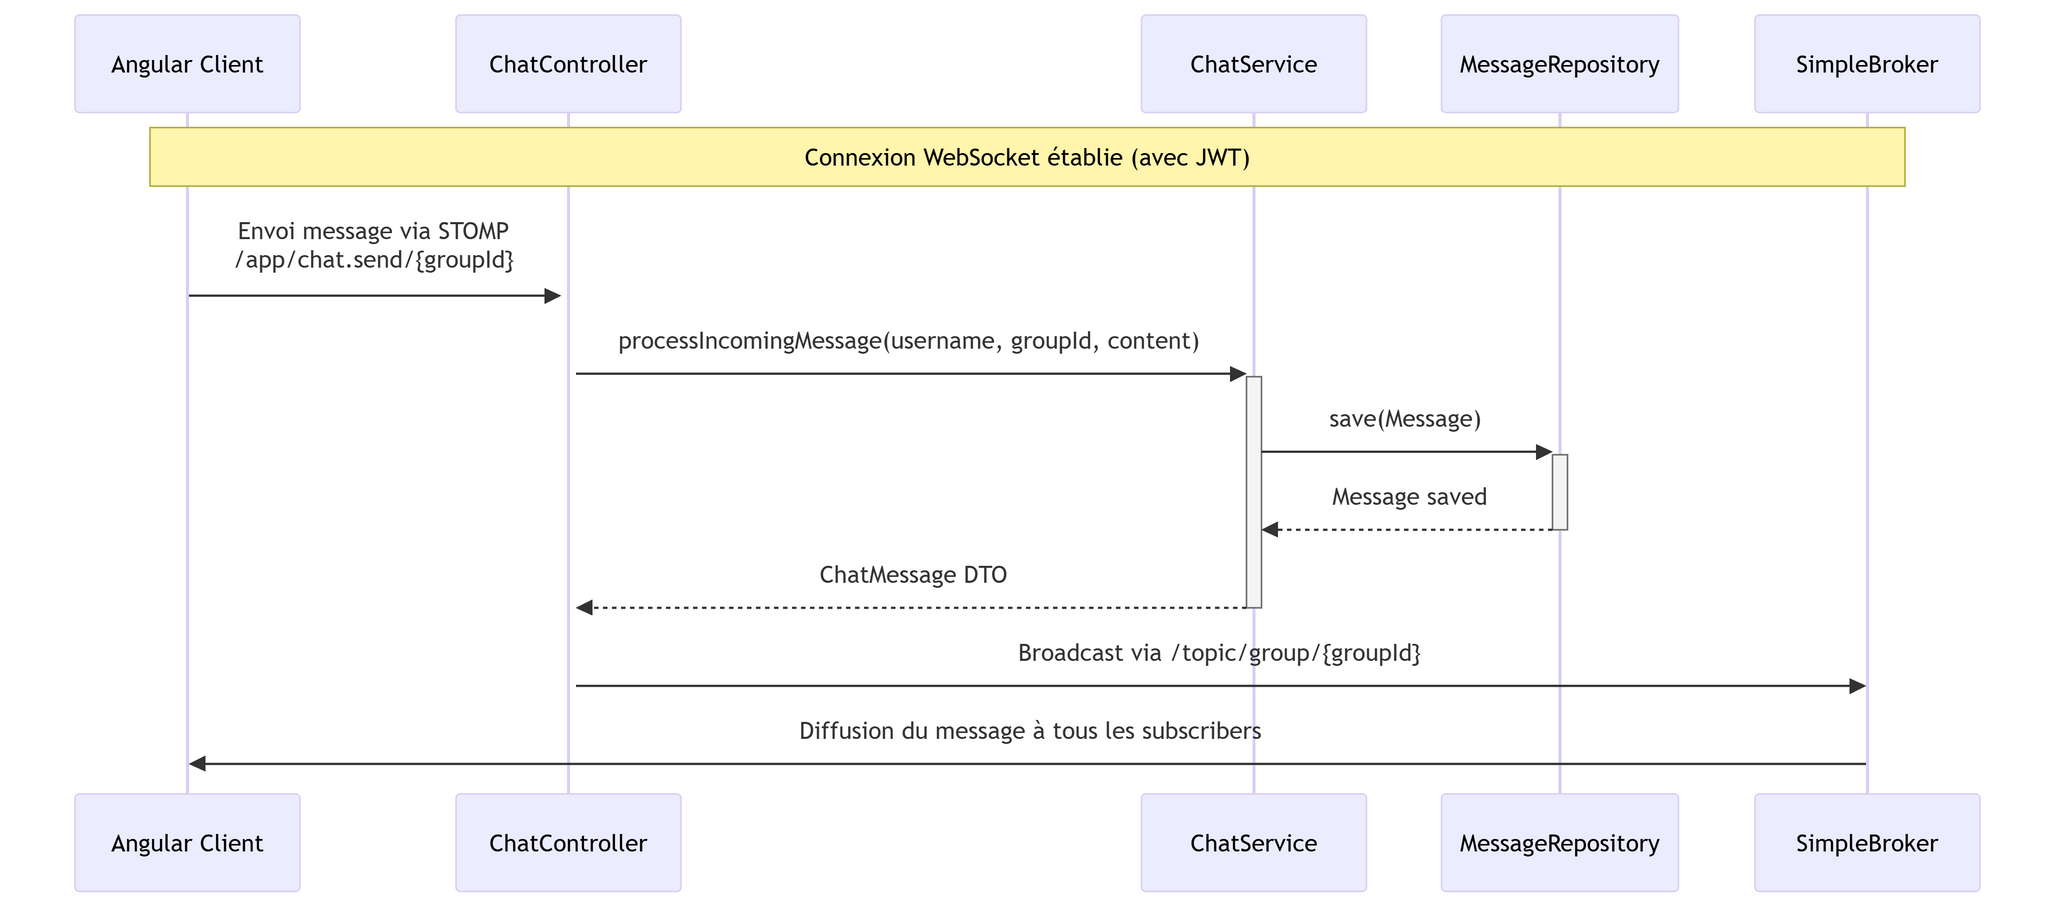 Angular Client
ChatController
ChatService
MessageRepository
SimpleBroker
Connexion WebSocket établie (avec JWT)
Envoi message via STOMP
/app/chat.send/{groupId}
processIncomingMessage(username, groupId, content)
save(Message)
Message saved
ChatMessage DTO
Broadcast via /topic/group/{groupId}
Diffusion du message à tous les subscribers
Angular Client
ChatController
ChatService
MessageRepository
SimpleBroker